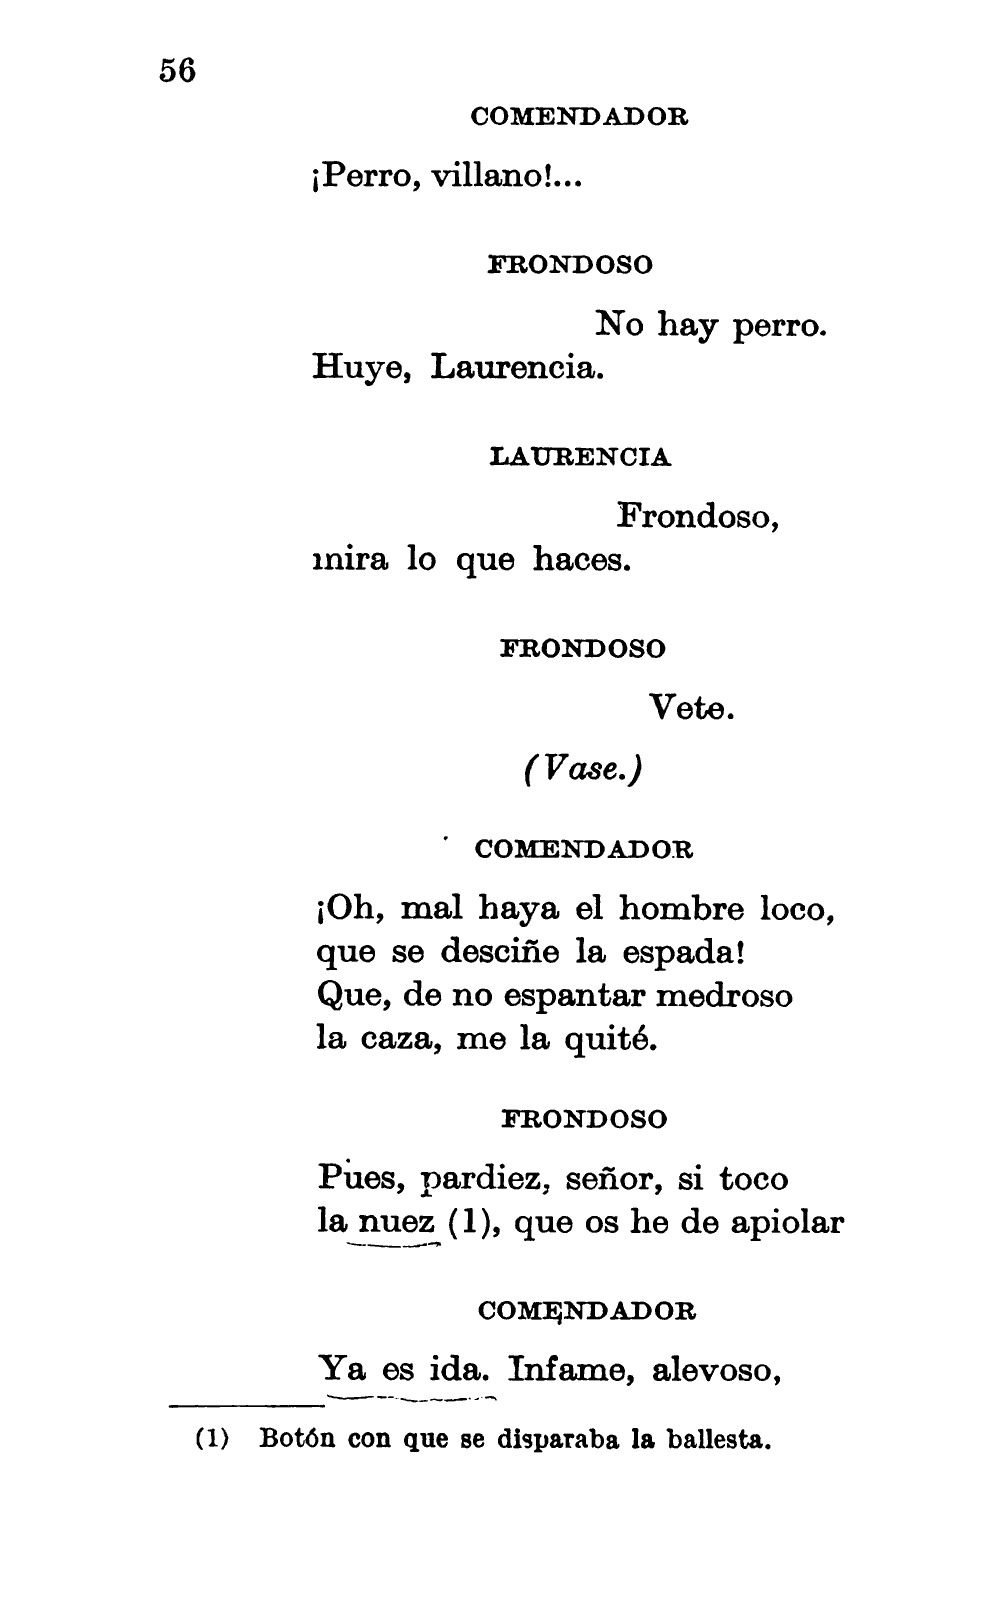 56
COMENDADOR
¡Perro, villano!...
FRONDOSO
No hay perro.
Huye, Laurencia.
LAURENCIA
Frondoso,
mira lo que haces.
FRONDOSO
Vete.
(Vase.)
COMENDADOR
¡Oh, mal haya el hombre loco,
que se desciñe la espada!
Que, de no espantar medroso
la caza, me la quité.
FRONDOSO
Pues, pardiez, señor, si toco
la nuez (1), que os he de apiolar
COMENDADOR
Ya es ida. Infame, alevoso,
(1) Botón con que se disparaba la ballesta.